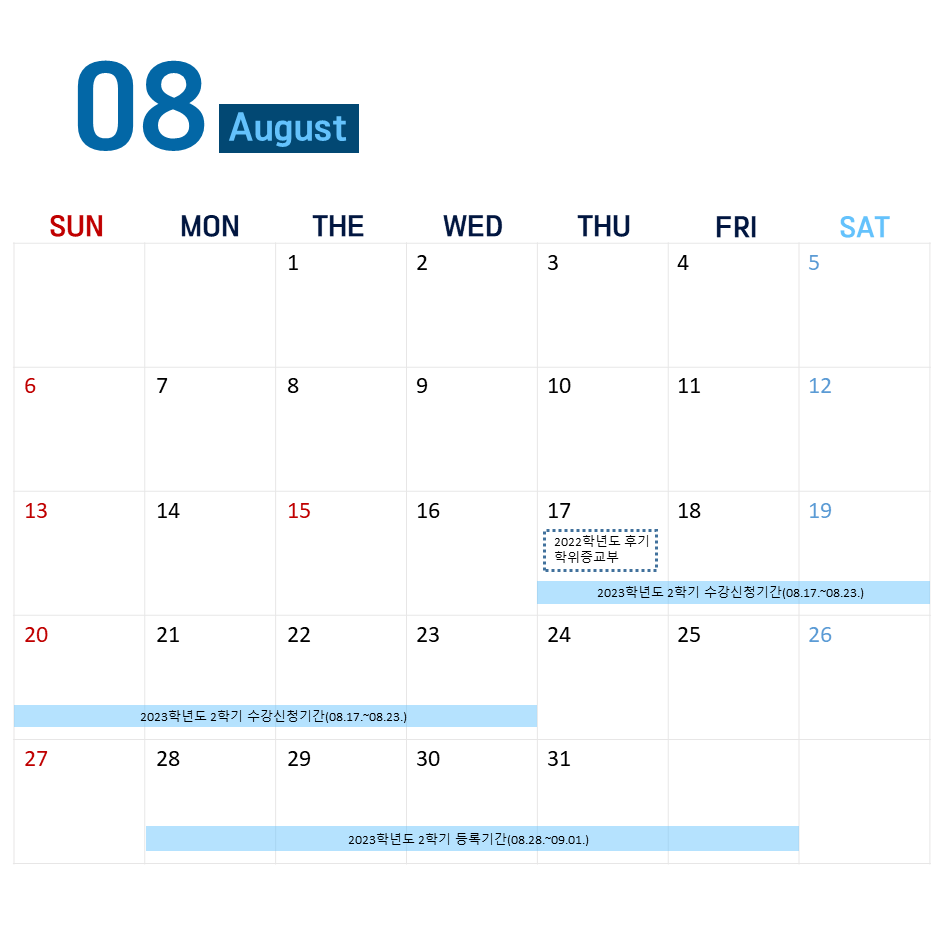 08 August
SUN MON THE WED THU FRI SAT
1 2 3 4 5
6 7 8 9 10 11 12
13 14 15 16 17 18 19
2022학년도 후기
학위증교부
2023학년도 2학기 수강신청기간(08.17.~08.23.)
20 21 22 23 24 25 26
2023학년도 2학기 수강신청기간(08.17.~08.23.)
27 28 29 30 31
2023학년도 2학기 등록기간(08.28.~09.01.)